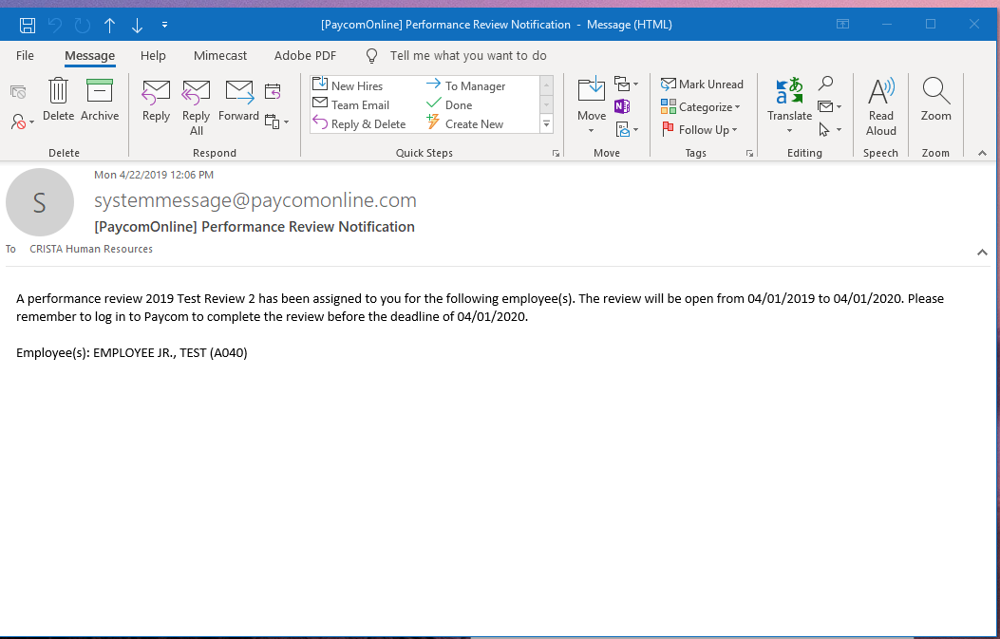 [PaycomOnline] Performance Review Notification - Message (HTML)
File Message Help Mimecast Adobe PDF Tell me what you want to do
New Hires To Manager Mark Unread
Team Email Done Categorize
Reply & Delete Create New Follow Up
Delete Archive Reply Reply All Forward Move Translate Read Aloud Zoom
Delete Respond Quick Steps Move Tags Editing Speech Zoom
S
Mon 4/22/2019 12:06 PM
systemmessage@paycomonline.com
[PaycomOnline] Performance Review Notification
To CRISTA Human Resources
A performance review 2019 Test Review 2 has been assigned to you for the following employee(s). The review will be open from 04/01/2019 to 04/01/2020. Please
remember to log in to Paycom to complete the review before the deadline of 04/01/2020.
Employee(s): EMPLOYEE JR., TEST (A040)